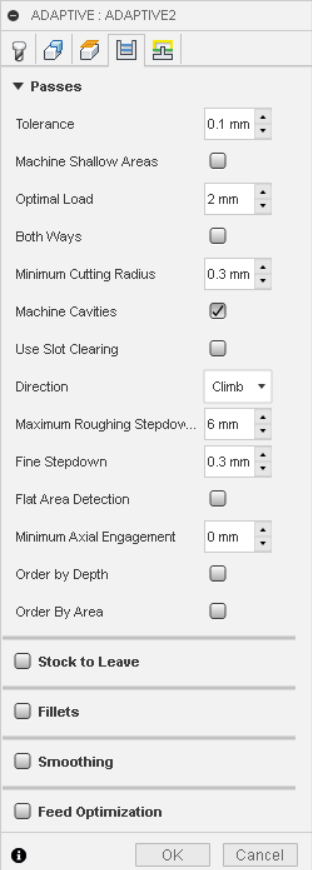 ADAPTIVE : ADAPTIVE2
Passes
Tolerance 0.1 mm
Machine Shallow Areas
Optimal Load 2 mm
Both Ways
Minimum Cutting Radius 0.3 mm
Machine Cavities
Use Slot Clearing
Direction Climb
Maximum Roughing Stepdov... 6 mm
Fine Stepdown 0.3 mm
Flat Area Detection
Minimum Axial Engagement 0 mm
Order by Depth
Order By Area
Stock to Leave
Fillets
Smoothing
Feed Optimization
OK Cancel